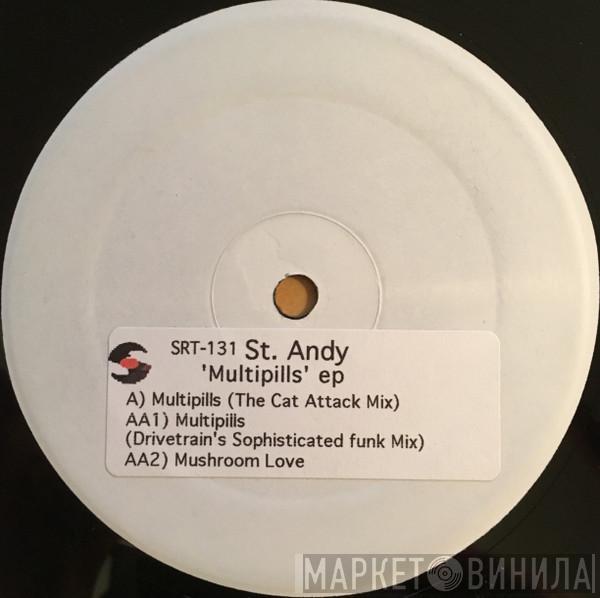 SRT-131 St. Andy
'Multipills' ep
A) Multipills (The Cat Attack Mix)
AA1) Multipills
(Drivetrain's Sophisticated funk Mix)
AA2) Mushroom Love
МАРКЕТ ВИНИЛА